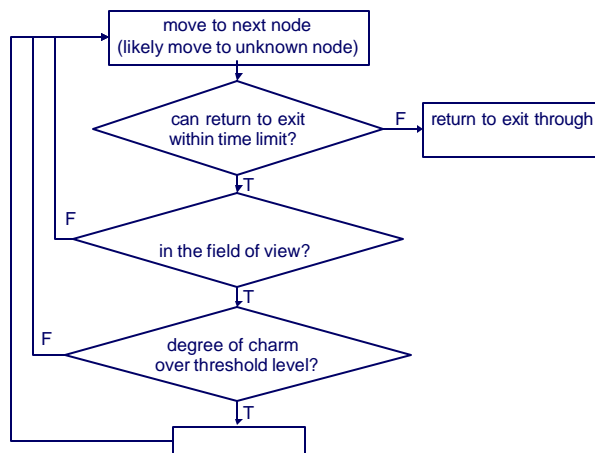 move to next node
(likely move to unknown node)
can return to exit
within time limit?
F
return to exit through
T
F
in the field of view?
T
F
degree of charm
over threshold level?
T